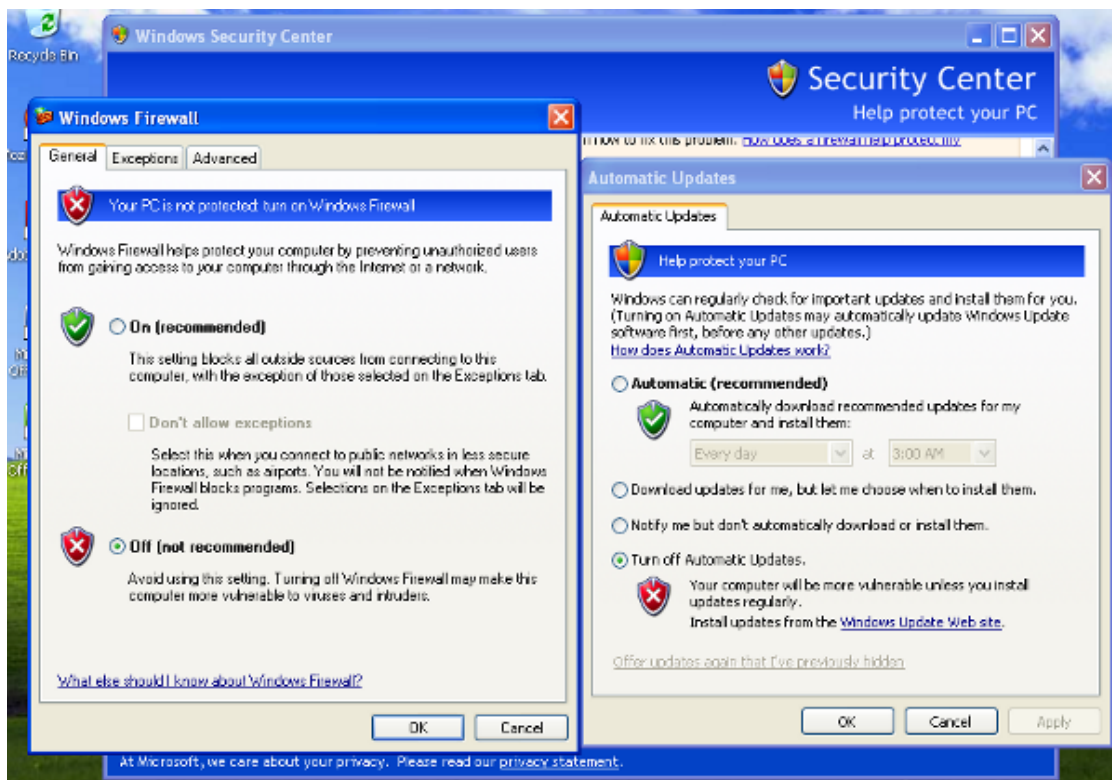 Recycle Bin
Windows Security Center
Security Center
Help protect your PC
Windows Firewall
General Exceptions Advanced
Your PC is not protected: turn on Windows Firewall
Windows Firewall helps protect your computer by preventing unauthorized users
from gaining access to your computer through the Internet or a network.
On (recommended)
This setting blocks all outside sources from connecting to this
computer, with the exception of those selected on the Exceptions tab.
Don't allow exceptions
Select this when you connect to public networks in less secure
locations, such as airports. You will not be notified when Windows
Firewall blocks programs. Selections on the Exceptions tab will be
ignored.
Off (not recommended)
Avoid using this setting. Turning off Windows Firewall may make this
computer more vulnerable to viruses and intruders.
What else should I know about Windows Firewall?
OK Cancel
how to fix this problem. How does a firewall help protect my
Automatic Updates
Automatic Updates
Help protect your PC
Windows can regularly check for important updates and install them for you.
(Turning on Automatic Updates may automatically update Windows Update
software first, before any other updates.)
How does Automatic Updates work?
Automatic (recommended)
Automatically download recommended updates for my
computer and install them:
Every day at 3:00 AM
Download updates for me, but let me choose when to install them.
Notify me but don't automatically download or install them.
Turn off Automatic Updates.
Your computer will be more vulnerable unless you install
updates regularly.
Install updates from the Windows Update Web site.
Offer updates again that I've previously hidden
OK Cancel Apply
At Microsoft, we care about your privacy. Please read our privacy statement.